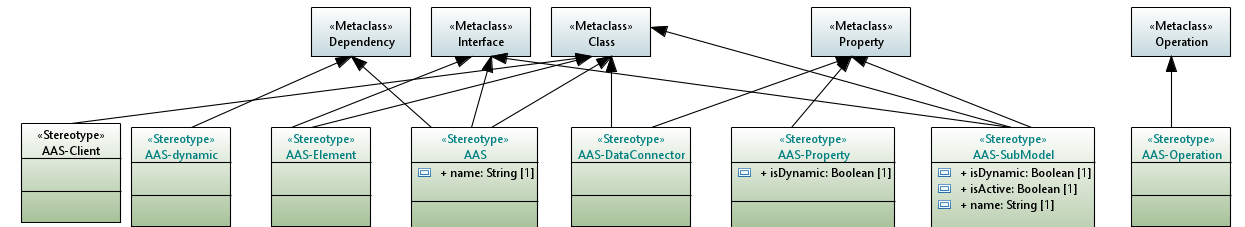 «Metaclass»
Dependency
«Metaclass»
Interface
«Metaclass»
Class
«Metaclass»
Property
«Metaclass»
Operation
«Stereotype»
AAS-Client
«Stereotype»
AAS-dynamic
«Stereotype»
AAS-Element
«Stereotype»
AAS
+ name: String [1]
«Stereotype»
AAS-DataConnector
«Stereotype»
AAS-Property
+ isDynamic: Boolean [1]
«Stereotype»
AAS-SubModel
+ isDynamic: Boolean [1]
+ isActive: Boolean [1]
+ name: String [1]
«Stereotype»
AAS-Operation